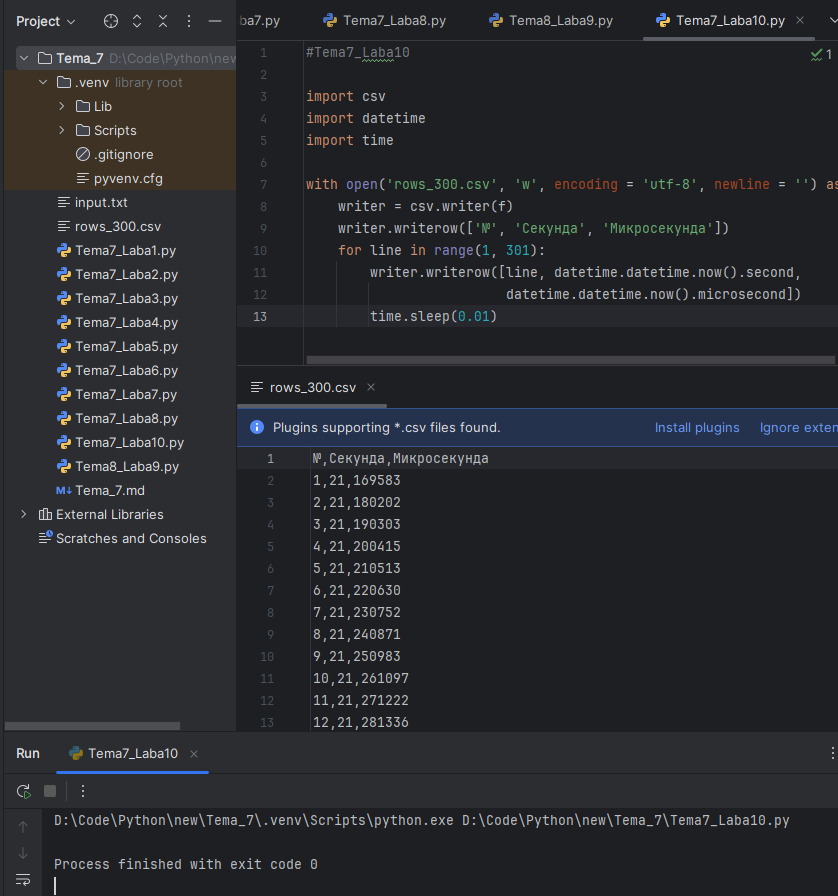 Project
Tema_7 D:\Code\Python\new
.venv library root
Lib
Scripts
.gitignore
pyvenv.cfg
input.txt
rows_300.csv
Tema7_Laba1.py
Tema7_Laba2.py
Tema7_Laba3.py
Tema7_Laba4.py
Tema7_Laba5.py
Tema7_Laba6.py
Tema7_Laba7.py
Tema7_Laba8.py
Tema7_Laba10.py
Tema8_Laba9.py
M↓ Tema_7.md
External Libraries
Scratches and Consoles
ba7.py Tema7_Laba8.py Tema8_Laba9.py Tema7_Laba10.py
1 #Tema7_Laba10 1
2
3 import csv
4 import datetime
5 import time
6
7 with open('rows_300.csv', 'w', encoding = 'utf-8', newline = '') as
8 writer = csv.writer(f)
9 writer.writerow(['№', 'Секунда', 'Микросекунда'])
10 for line in range(1, 301):
11 writer.writerow([line, datetime.datetime.now().second,
12 datetime.datetime.now().microsecond])
13 time.sleep(0.01)
rows_300.csv
Plugins supporting *.csv files found. Install plugins Ignore exten
1 №,Секунда,Микросекунда
2 1,21,169583
3 2,21,180202
4 3,21,190303
5 4,21,200415
6 5,21,210513
7 6,21,220630
8 7,21,230752
9 8,21,240871
10 9,21,250983
11 10,21,261097
12 11,21,271222
13 12,21,281336
Run Tema7_Laba10
D:\Code\Python\new\Tema_7\.venv\Scripts\python.exe D:\Code\Python\new\Tema_7\Tema7_Laba10.py
Process finished with exit code 0